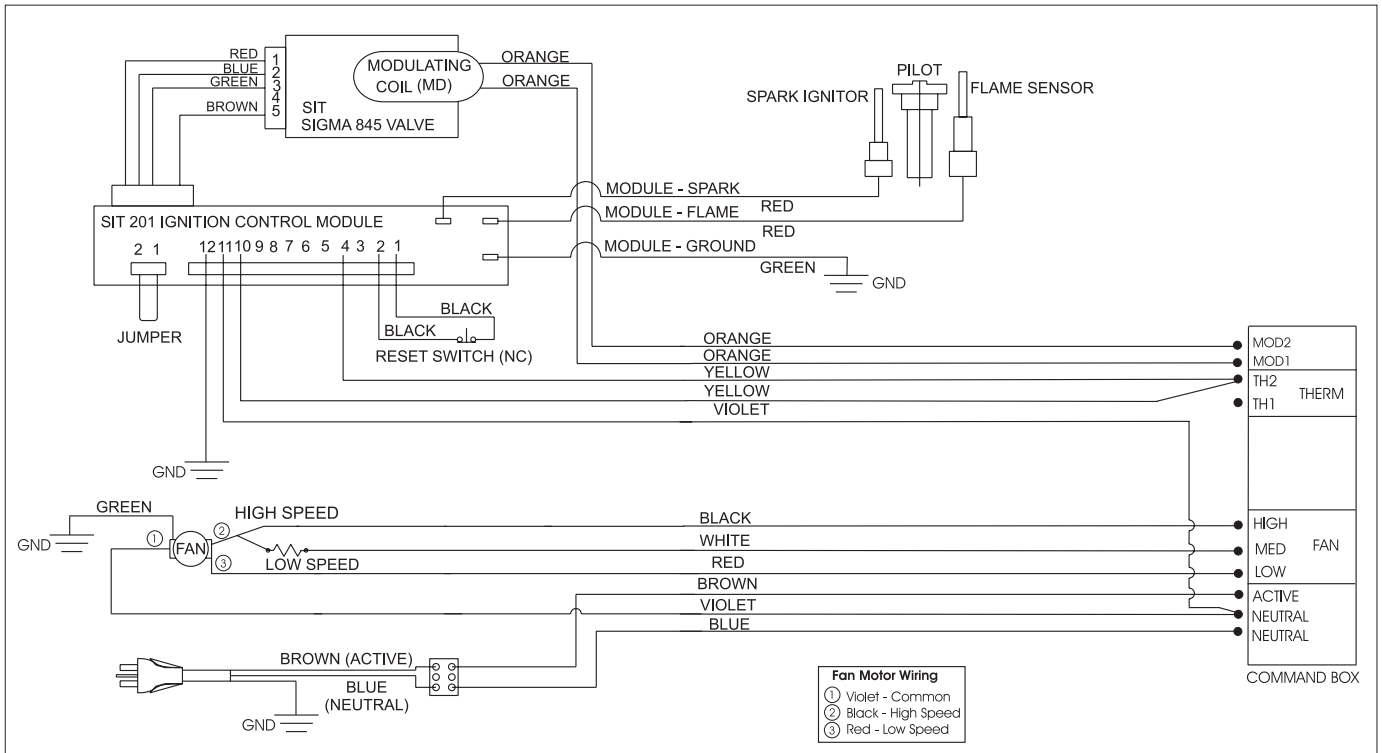 RED
BLUE
GREEN
BROWN
1
2
3
4
5
MODULATING
COIL (MD)
SIT
SIGMA 845 VALVE
ORANGE
ORANGE
SPARK IGNITOR
PILOT
FLAME SENSOR
MODULE - SPARK
RED
MODULE - FLAME
RED
MODULE - GROUND
GREEN
GND
SIT 201 IGNITION CONTROL MODULE
2 1
12 11 10 9 8 7 6 5 4 3 2 1
JUMPER
BLACK
BLACK
RESET SWITCH (NC)
ORANGE
ORANGE
YELLOW
YELLOW
VIOLET
MOD2
MOD1
TH2
THERM
TH1
GND
GREEN
GND
1
FAN
2
3
HIGH SPEED
LOW SPEED
BLACK
WHITE
RED
BROWN
VIOLET
BLUE
HIGH
MED
FAN
LOW
ACTIVE
NEUTRAL
NEUTRAL
COMMAND BOX
BROWN (ACTIVE)
BLUE
(NEUTRAL)
GND
Fan Motor Wiring
1 Violet - Common
2 Black - High Speed
3 Red - Low Speed